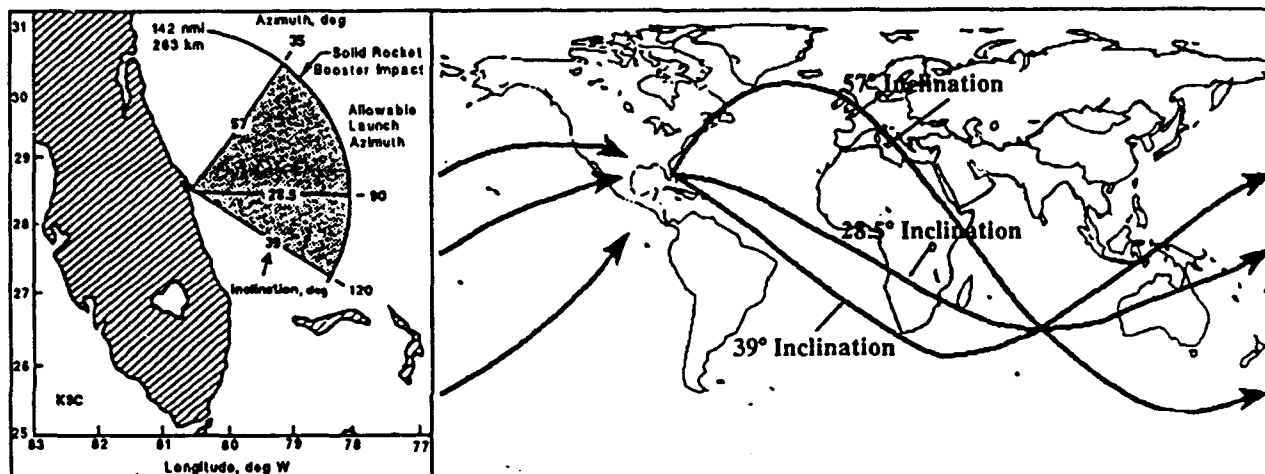 31
30
29
28
27
26
25
142 nmi
263 km
Azimuth, deg
35
Solid Rocket
Booster Impact
Allowable
Launch
Azimuth
57
28.5
90
39
Inclination, deg
120
KSC
83 82 81 80 79 78 77
Longitude, deg W
57° Inclination
28.5° Inclination
39° Inclination